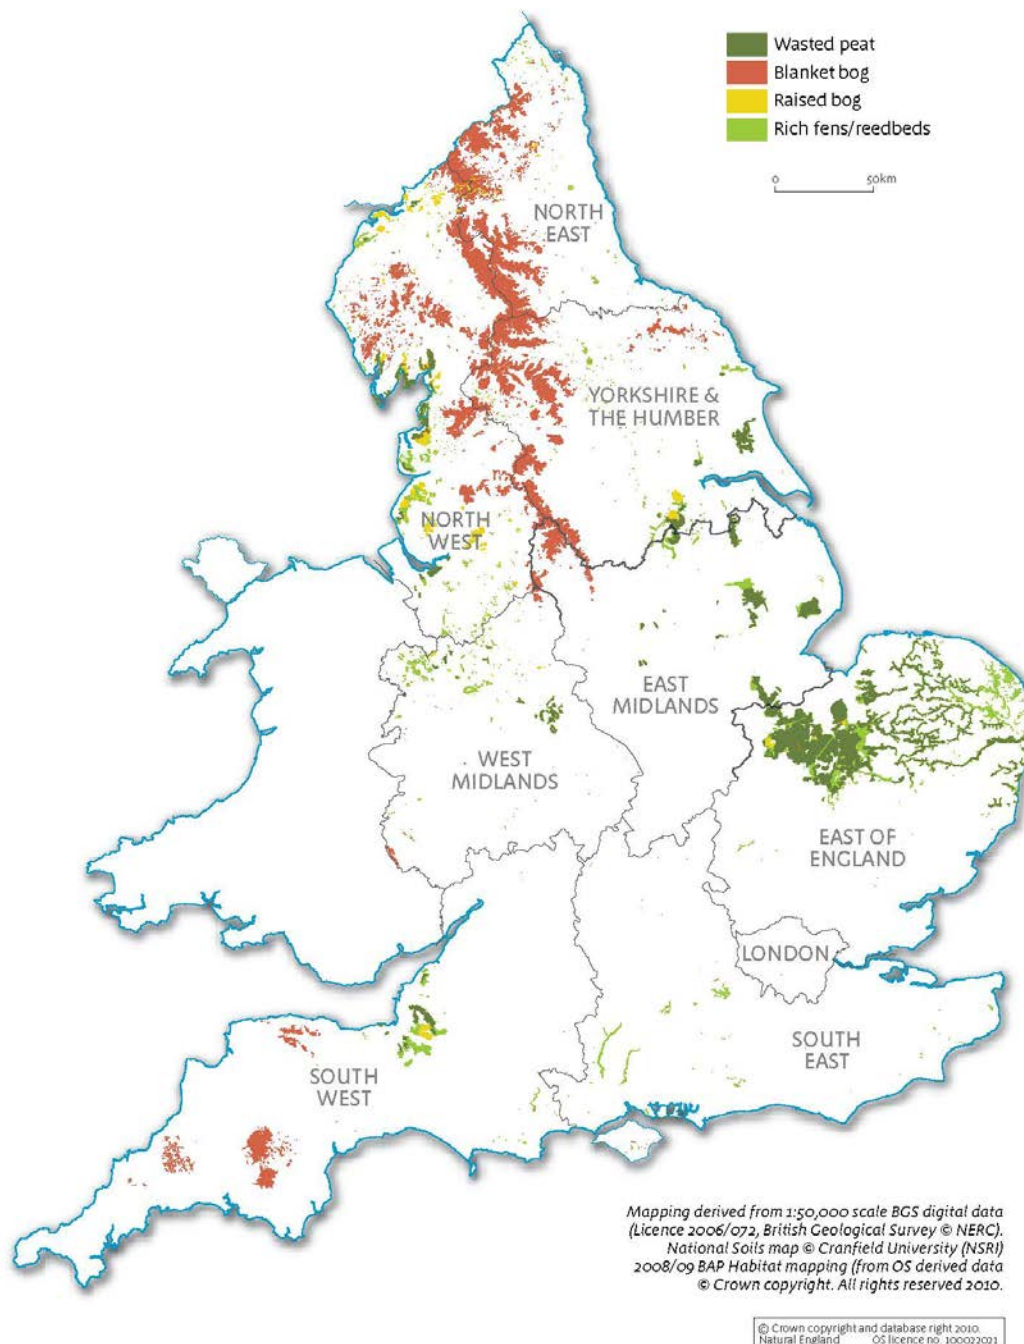 Wasted peat
Blanket bog
Raised bog
Rich fens/reedbeds
0 50km
NORTH
EAST
YORKSHIRE &
THE HUMBER
NORTH
WEST
EAST
MIDLANDS
WEST
MIDLANDS
EAST OF
ENGLAND
LONDON
SOUTH
EAST
SOUTH
WEST
Mapping derived from 1:50,000 scale BGS digital data
(Licence 2006/072, British Geological Survey © NERC).
National Soils map © Cranfield University (NSRI)
2008/09 BAP Habitat mapping (from OS derived data
© Crown copyright. All rights reserved 2010.
© Crown copyright and database right 2010.
Natural England OS licence no. 100022021